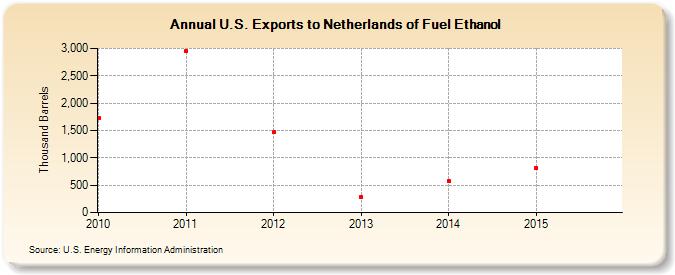 Annual U.S. Exports to Netherlands of Fuel Ethanol
Thousand Barrels
3,000
2,500
2,000
1,500
1,000
500
0
2010 2011 2012 2013 2014 2015
Source: U.S. Energy Information Administration